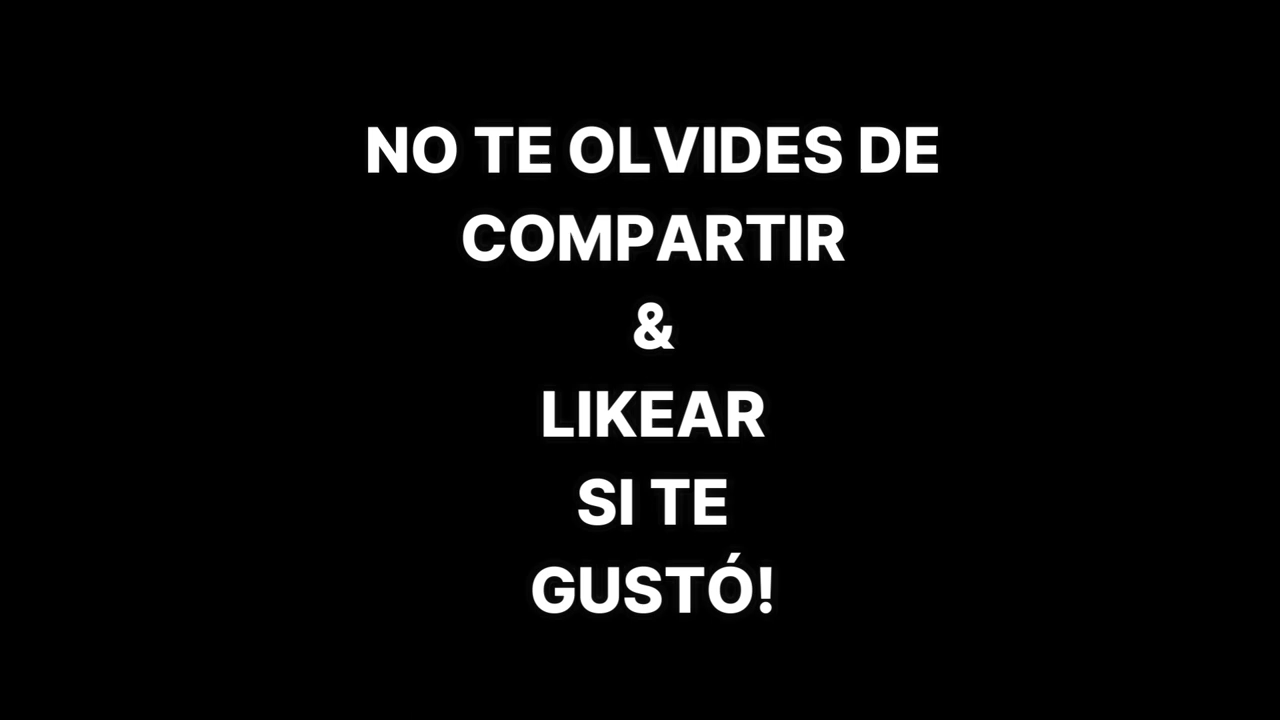 NO TE OLVIDES DE
COMPARTIR
&
LIKEAR
SI TE
GUSTÓ!